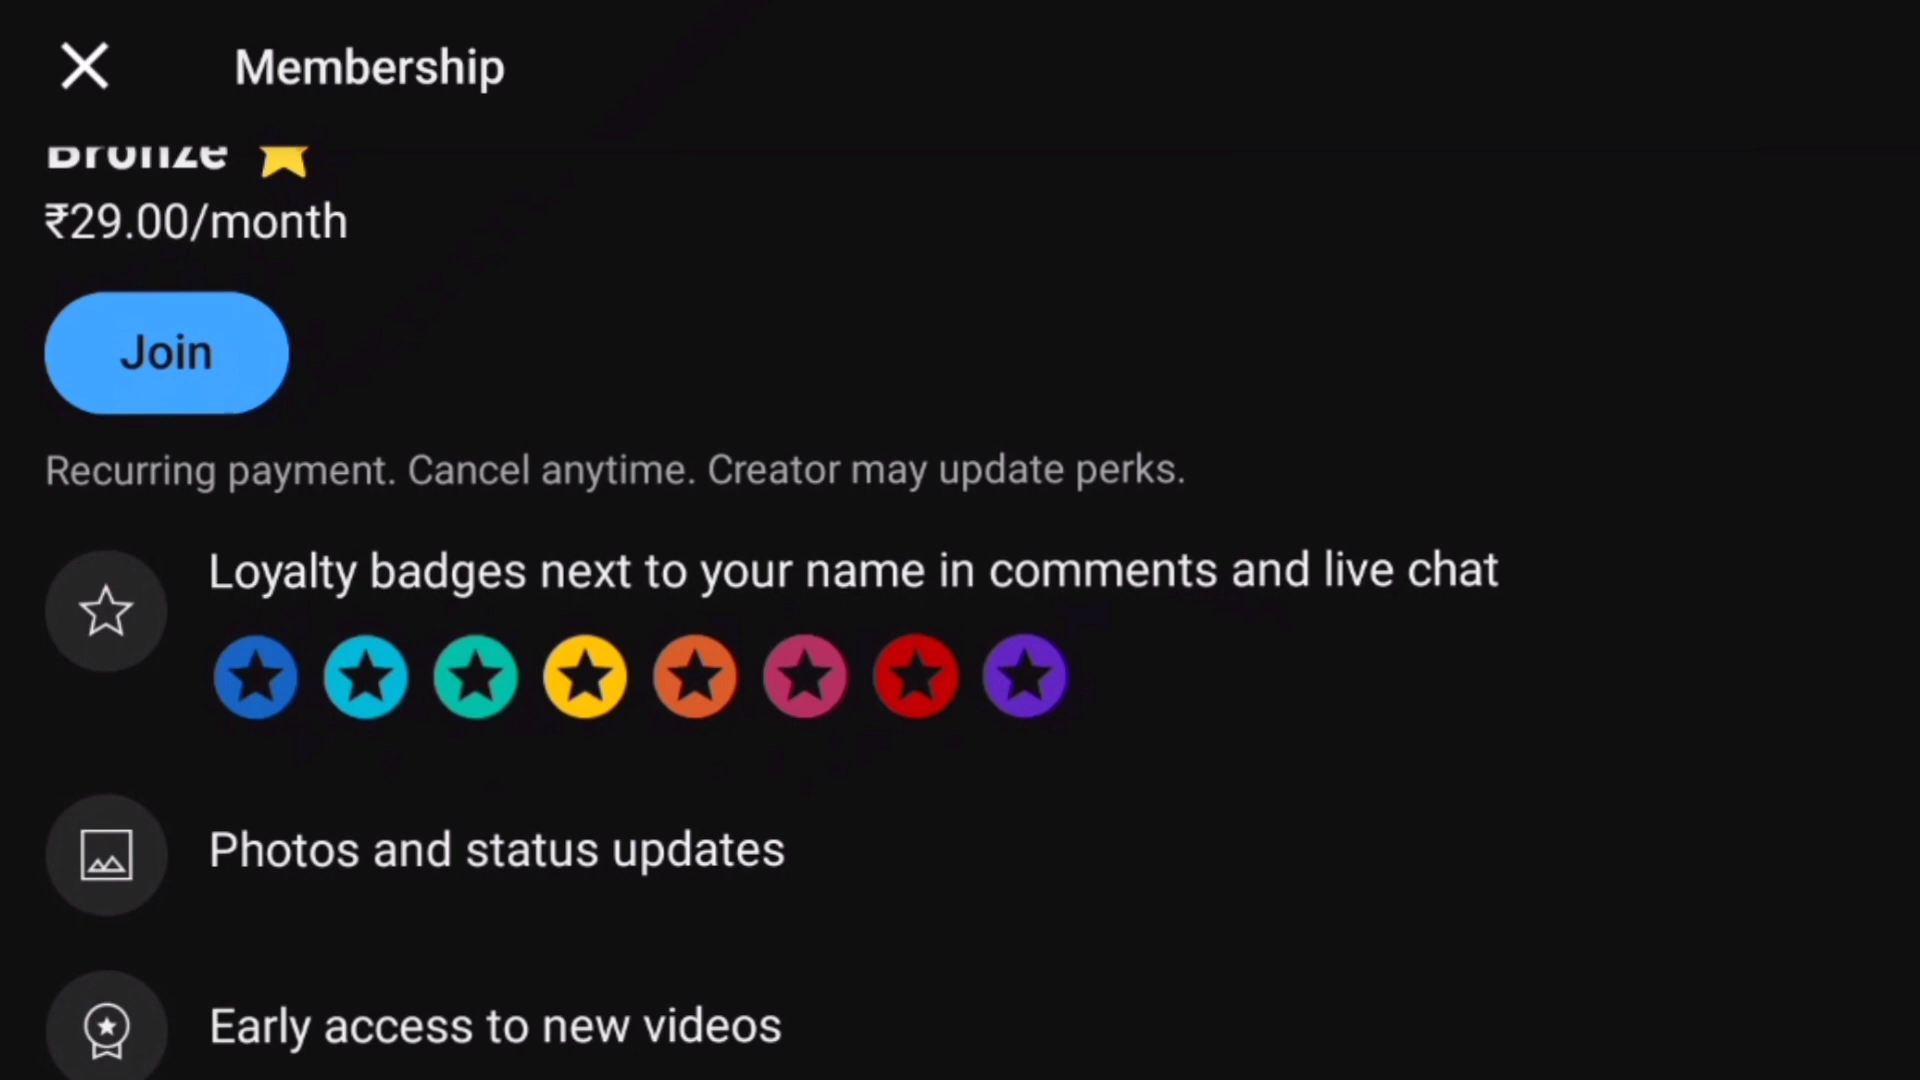 Membership
Bronze
₹29.00/month
Join
Recurring payment. Cancel anytime. Creator may update perks.
Loyalty badges next to your name in comments and live chat
Photos and status updates
Early access to new videos